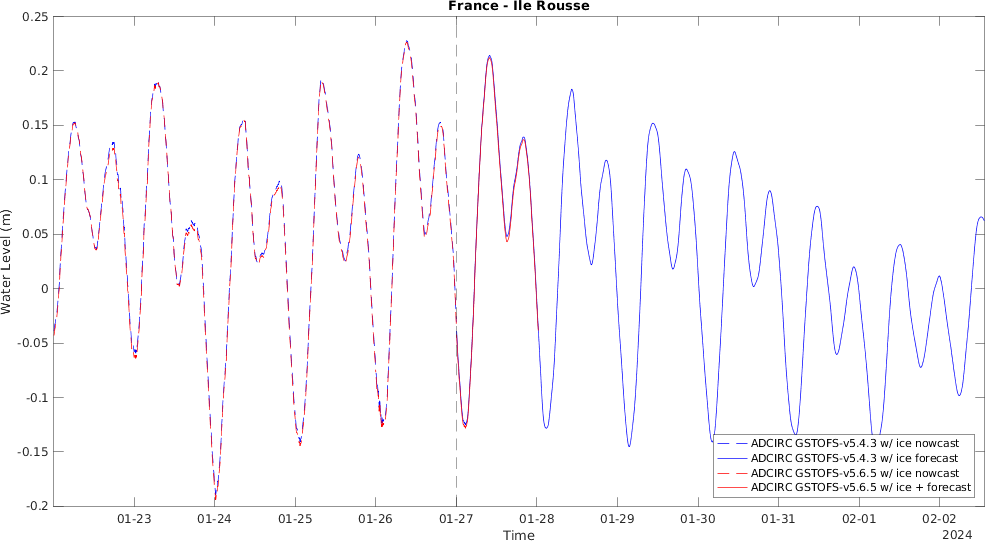 France - Ile Rousse
Water Level (m)
0.25
0.2
0.15
0.1
0.05
0
-0.05
-0.1
-0.15
-0.2
ADCIRC GSTOFS-v5.4.3 w/ ice nowcast
ADCIRC GSTOFS-v5.4.3 w/ ice forecast
ADCIRC GSTOFS-v5.6.5 w/ ice nowcast
ADCIRC GSTOFS-v5.6.5 w/ ice + forecast
01-23 01-24 01-25 01-26 01-27 01-28 01-29 01-30 01-31 02-01 02-02
Time
2024